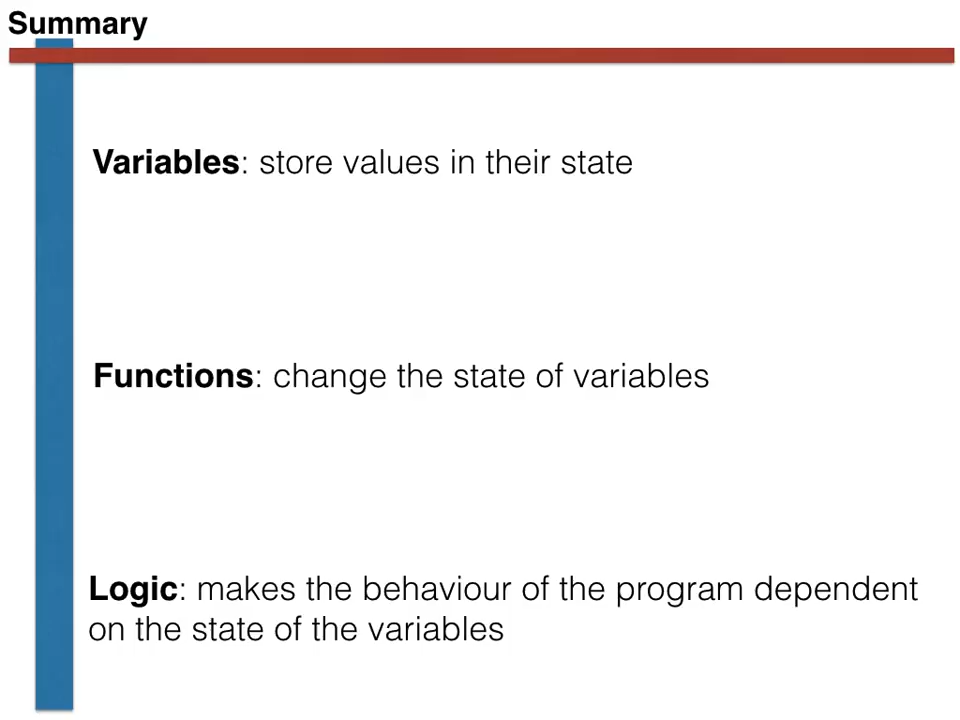 Summary
Variables: store values in their state
Functions: change the state of variables
Logic: makes the behaviour of the program dependent
on the state of the variables